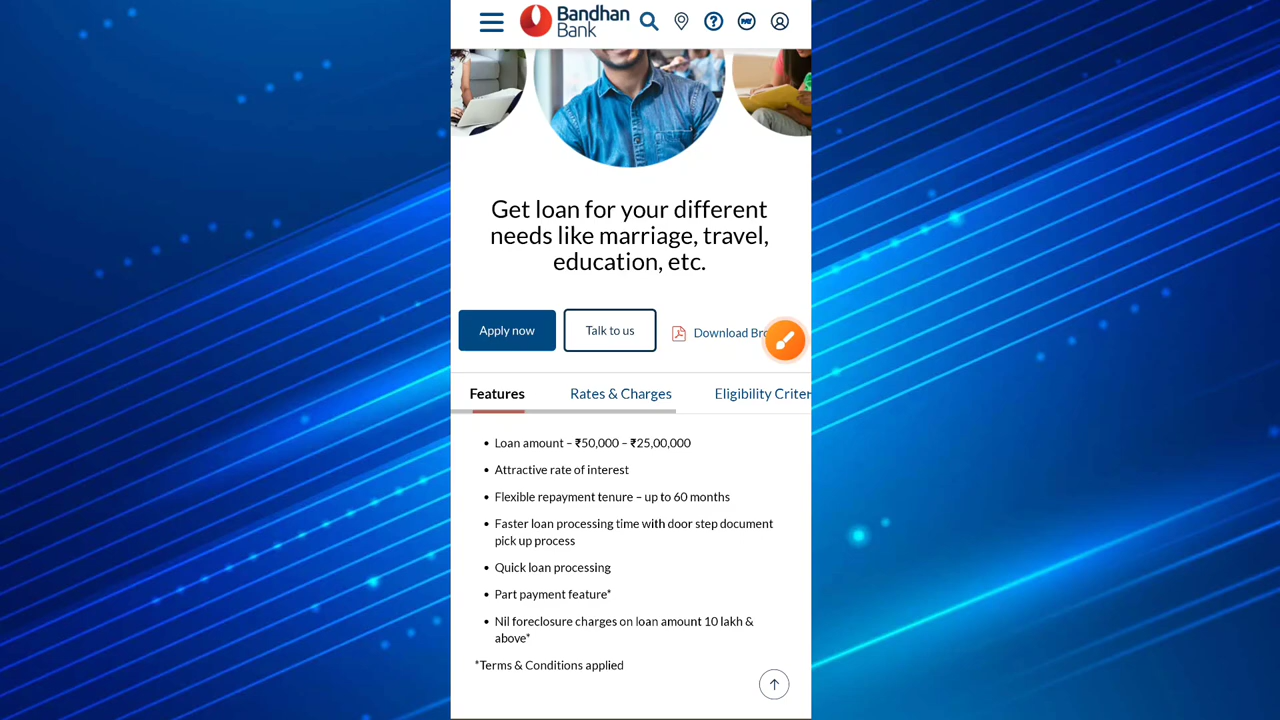 Bandhan
Bank
Get loan for your different
needs like marriage, travel,
education, etc.
Apply now
Talk to us
Download
Features
Rates & Charges
Eligibility
• Loan amount – ₹50,000 – ₹25,00,000
• Attractive rate of interest
• Flexible repayment tenure – up to 60 months
• Faster loan processing time with door step document
pick up process
• Quick loan processing
• Part payment feature*
• Nil foreclosure charges on loan amount 10 lakh &
above*
*Terms & Conditions applied